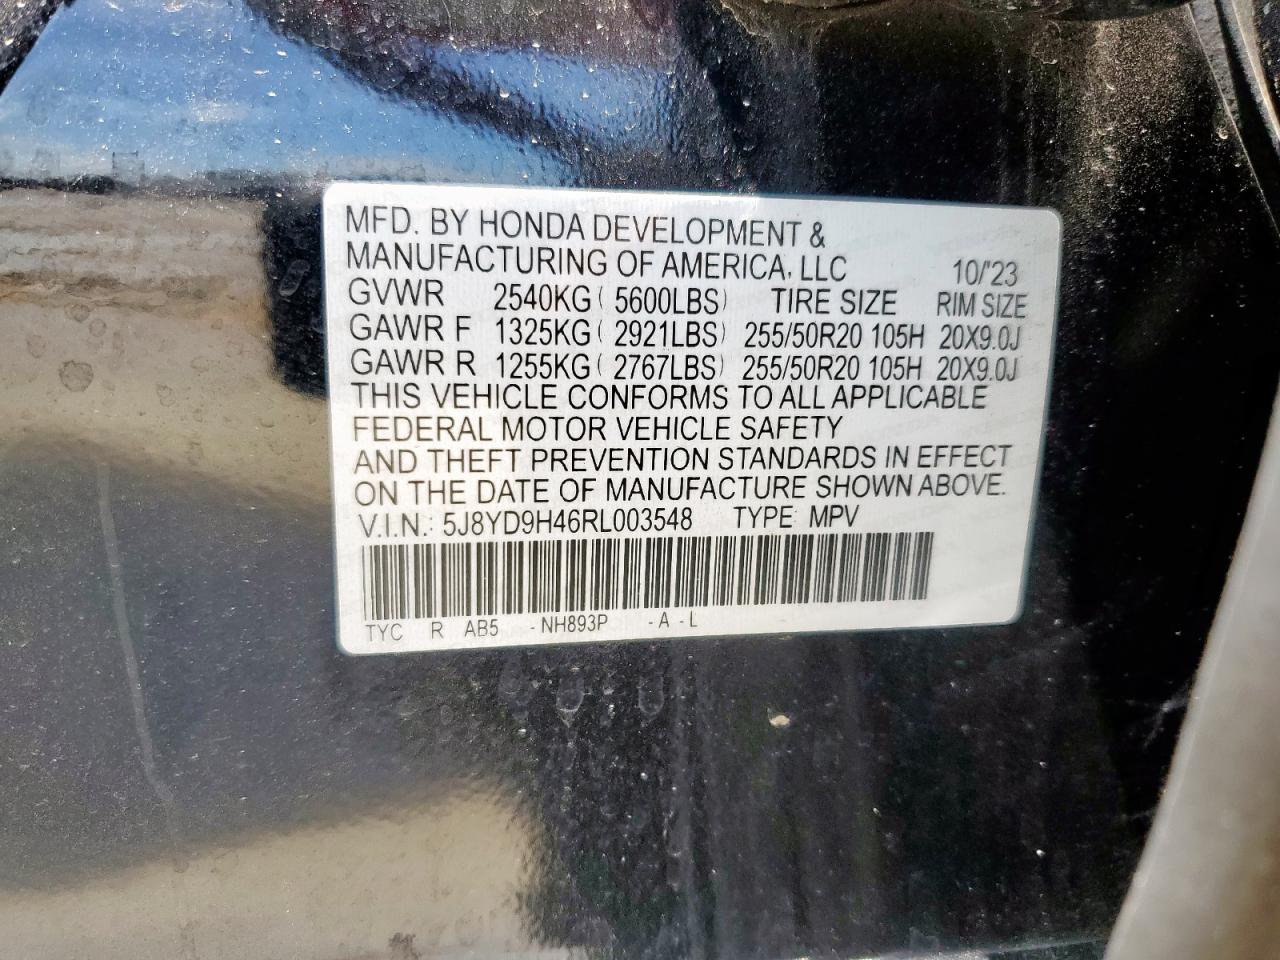 MFD. BY HONDA DEVELOPMENT &
MANUFACTURING OF AMERICA, LLC 10/'23
GVWR 2540KG ( 5600LBS) TIRE SIZE RIM SIZE
GAWR F 1325KG ( 2921LBS) 255/50R20 105H 20X9.0J
GAWR R 1255KG ( 2767LBS) 255/50R20 105H 20X9.0J
THIS VEHICLE CONFORMS TO ALL APPLICABLE
FEDERAL MOTOR VEHICLE SAFETY
AND THEFT PREVENTION STANDARDS IN EFFECT
ON THE DATE OF MANUFACTURE SHOWN ABOVE.
V.I.N.: 5J8YD9H46RL003548 TYPE: MPV
TYC R AB5 - NH893P - A - L